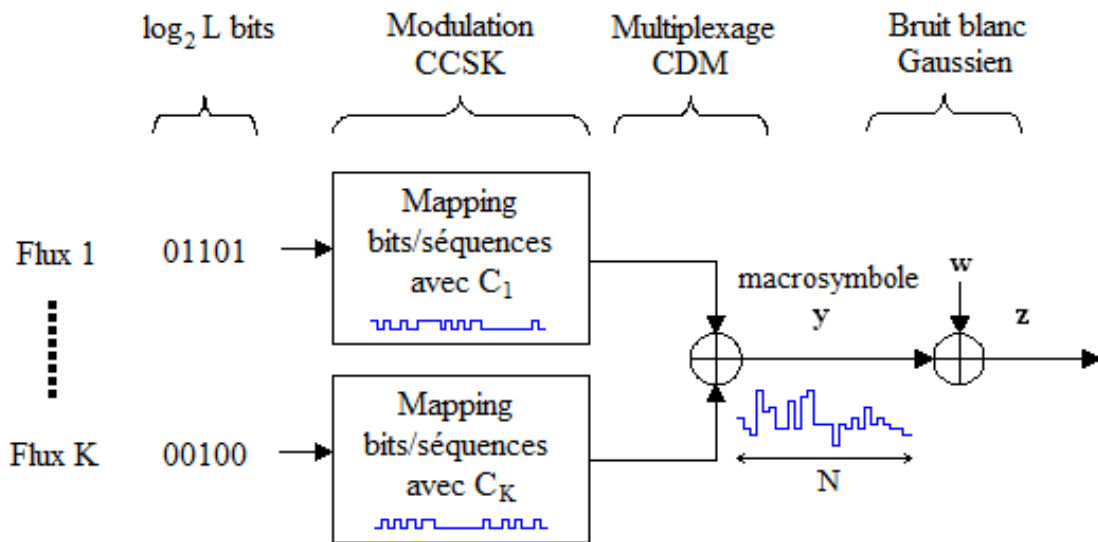 log₂ L bits
Modulation
CCSK
Multiplexage
CDM
Bruit blanc
Gaussien
Flux 1
01101
Mapping
bits/séquences
avec C₁
macrosymbole
y
w
z
Flux K
00100
Mapping
bits/séquences
avec C_K
N